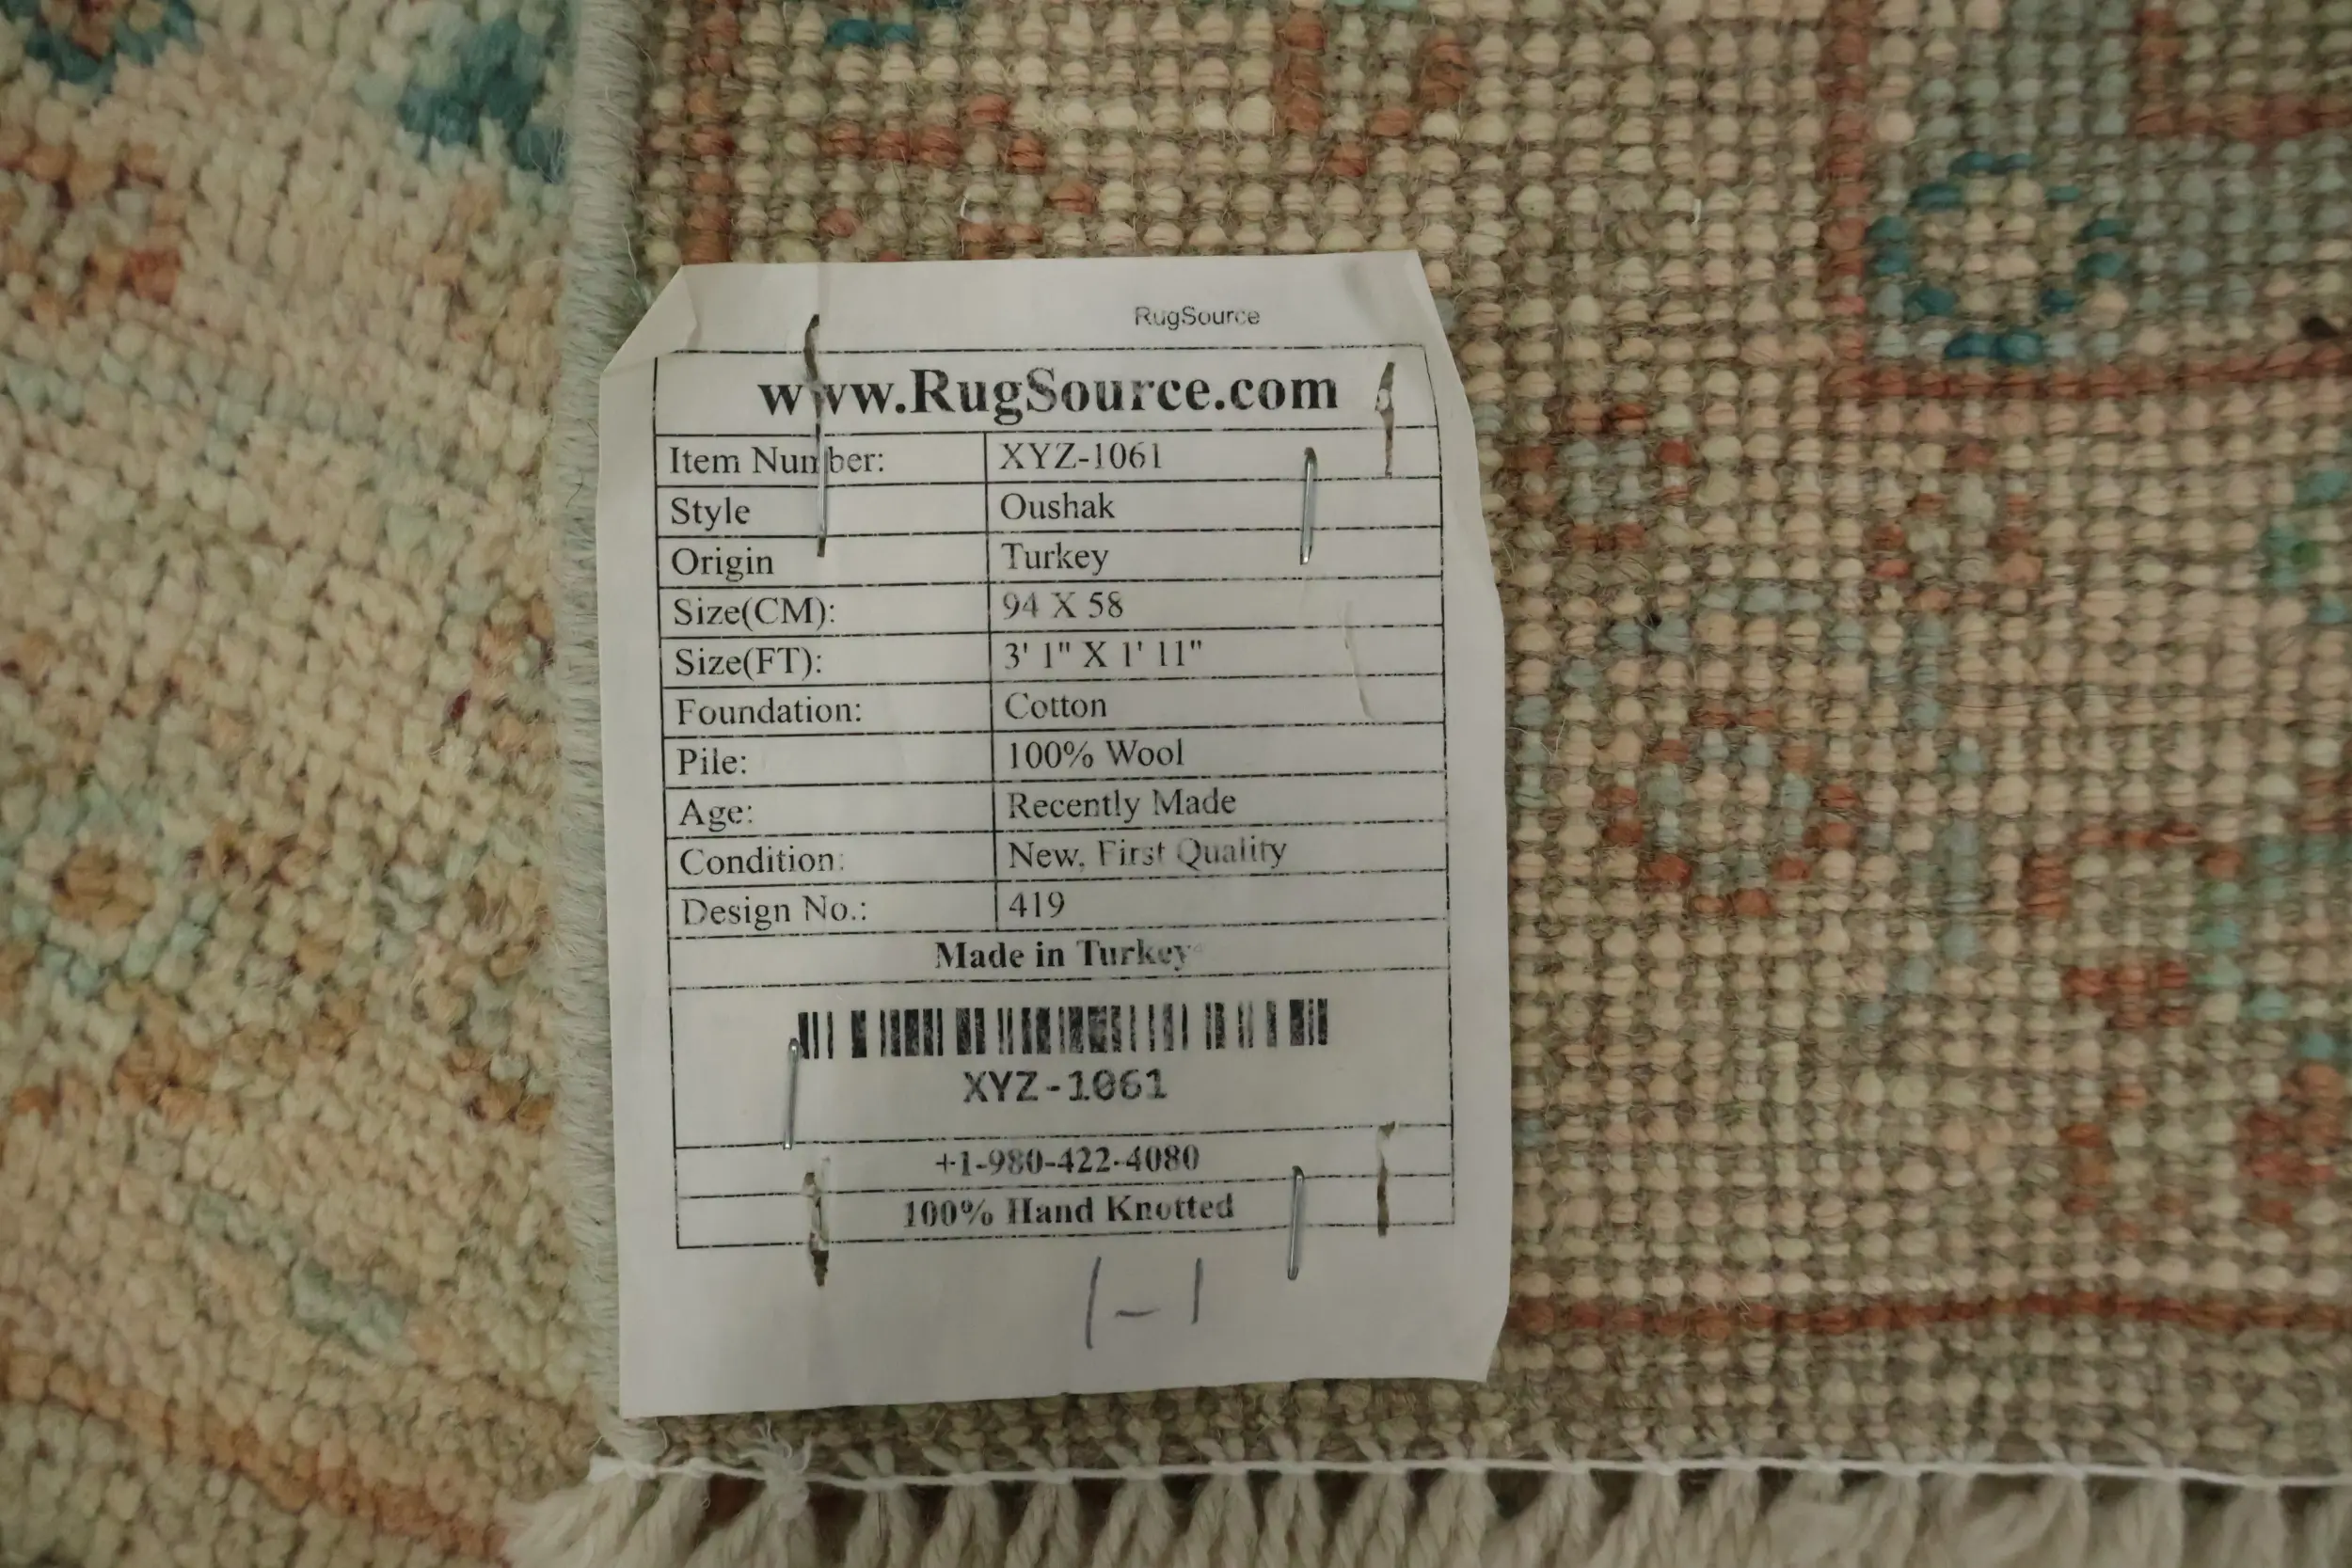 RugSource
www.RugSource.com
Item Number: XYZ-1061
Style Oushak
Origin Turkey
Size(CM): 94 X 58
Size(FT): 3' 1" X 1' 11"
Foundation: Cotton
Pile: 100% Wool
Age: Recently Made
Condition: New, First Quality
Design No.: 419
Made in Turkey
XYZ-1061
+1-980-422-4080
100% Hand Knotted
1-1